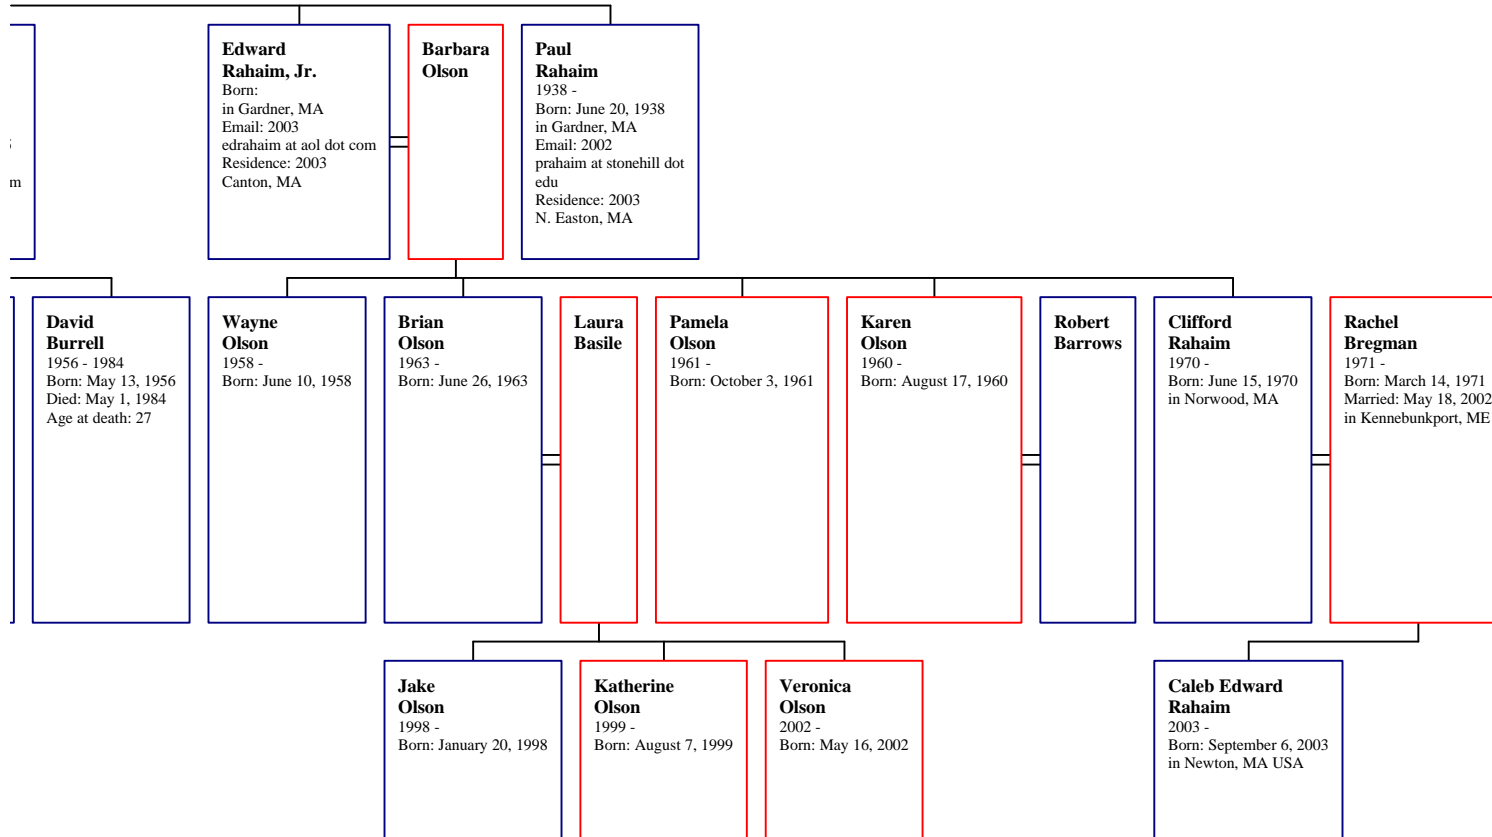 Edward
Rahaim, Jr.
Born:
in Gardner, MA
Email: 2003
edrahaim at aol dot com
Residence: 2003
Canton, MA
Barbara
Olson
Paul
Rahaim
1938 -
Born: June 20, 1938
in Gardner, MA
Email: 2002
prahaim at stonehill dot
edu
Residence: 2003
N. Easton, MA
m
David
Burrell
1956 - 1984
Born: May 13, 1956
Died: May 1, 1984
Age at death: 27
Wayne
Olson
1958 -
Born: June 10, 1958
Brian
Olson
1963 -
Born: June 26, 1963
Laura
Basile
Pamela
Olson
1961 -
Born: October 3, 1961
Karen
Olson
1960 -
Born: August 17, 1960
Robert
Barrows
Clifford
Rahaim
1970 -
Born: June 15, 1970
in Norwood, MA
Rachel
Bregman
1971 -
Born: March 14, 1971
Married: May 18, 2002
in Kennebunkport, ME
Jake
Olson
1998 -
Born: January 20, 1998
Katherine
Olson
1999 -
Born: August 7, 1999
Veronica
Olson
2002 -
Born: May 16, 2002
Caleb Edward
Rahaim
2003 -
Born: September 6, 2003
in Newton, MA USA